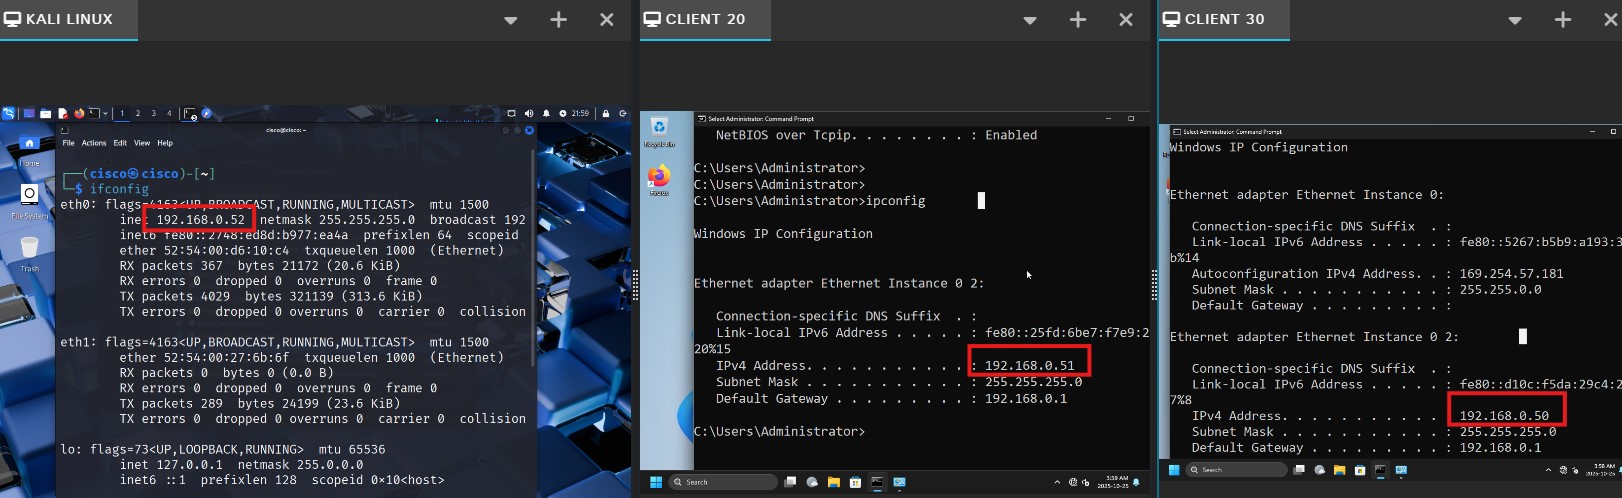 KALI LINUX
21:59
1 2 3 4
cisco@cisco: ~
File Actions Edit View Help
Home
File System
Trash
┌──(cisco㉿cisco)-[~]
└─$ ifconfig
eth0: flags=4163<UP,BROADCAST,RUNNING,MULTICAST> mtu 1500
inet 192.168.0.52 netmask 255.255.255.0 broadcast 192
inet6 fe80::2748:ed8d:b977:ea4a prefixlen 64 scopeid
ether 52:54:00:d6:10:c4 txqueuelen 1000 (Ethernet)
RX packets 367 bytes 21172 (20.6 KiB)
RX errors 0 dropped 0 overruns 0 frame 0
TX packets 4029 bytes 321139 (313.6 KiB)
TX errors 0 dropped 0 overruns 0 carrier 0 collision
eth1: flags=4163<UP,BROADCAST,RUNNING,MULTICAST> mtu 1500
ether 52:54:00:27:6b:6f txqueuelen 1000 (Ethernet)
RX packets 0 bytes 0 (0.0 B)
RX errors 0 dropped 0 overruns 0 frame 0
TX packets 289 bytes 24199 (23.6 KiB)
TX errors 0 dropped 0 overruns 0 carrier 0 collision
lo: flags=73<UP,LOOPBACK,RUNNING> mtu 65536
inet 127.0.0.1 netmask 255.0.0.0
inet6 ::1 prefixlen 128 scopeid 0×10<host>
CLIENT 20
Recycle Bin
Firefox
Select Administrator: Command Prompt
NetBIOS over Tcpip. . . . . . . . : Enabled
C:\Users\Administrator>
C:\Users\Administrator>
C:\Users\Administrator>ipconfig
Windows IP Configuration
Ethernet adapter Ethernet Instance 0 2:
Connection-specific DNS Suffix . :
Link-local IPv6 Address . . . . . : fe80::25fd:6be7:f7e9:2
20%15
IPv4 Address. . . . . . . . . . . : 192.168.0.51
Subnet Mask . . . . . . . . . . . : 255.255.255.0
Default Gateway . . . . . . . . . : 192.168.0.1
C:\Users\Administrator>
Search
3:59 AM
2025-10-25
CLIENT 30
Select Administrator: Command Prompt
Windows IP Configuration
Ethernet adapter Ethernet Instance 0:
Connection-specific DNS Suffix . :
Link-local IPv6 Address . . . . . : fe80::5267:b5b9:a193:3
b%14
Autoconfiguration IPv4 Address. . : 169.254.57.181
Subnet Mask . . . . . . . . . . . : 255.255.0.0
Default Gateway . . . . . . . . . :
Ethernet adapter Ethernet Instance 0 2:
Connection-specific DNS Suffix . :
Link-local IPv6 Address . . . . . : fe80::d10c:f5da:29c4:2
7%8
IPv4 Address. . . . . . . . . . . : 192.168.0.50
Subnet Mask . . . . . . . . . . . : 255.255.255.0
Default Gateway . . . . . . . . . : 192.168.0.1
Search
3:58 AM
2025-10-25